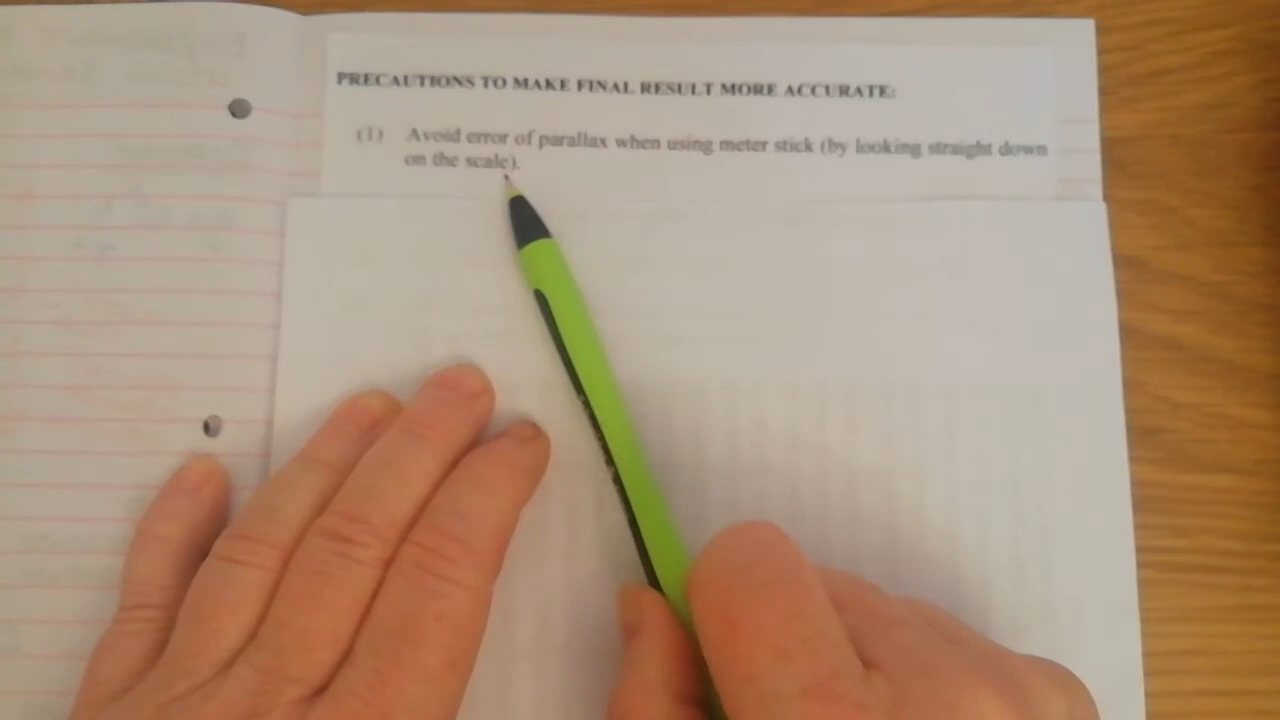 PRECAUTIONS TO MAKE FINAL RESULT MORE ACCURATE:
(1) Avoid error of parallax when using meter stick (by looking straight down
on the scale).